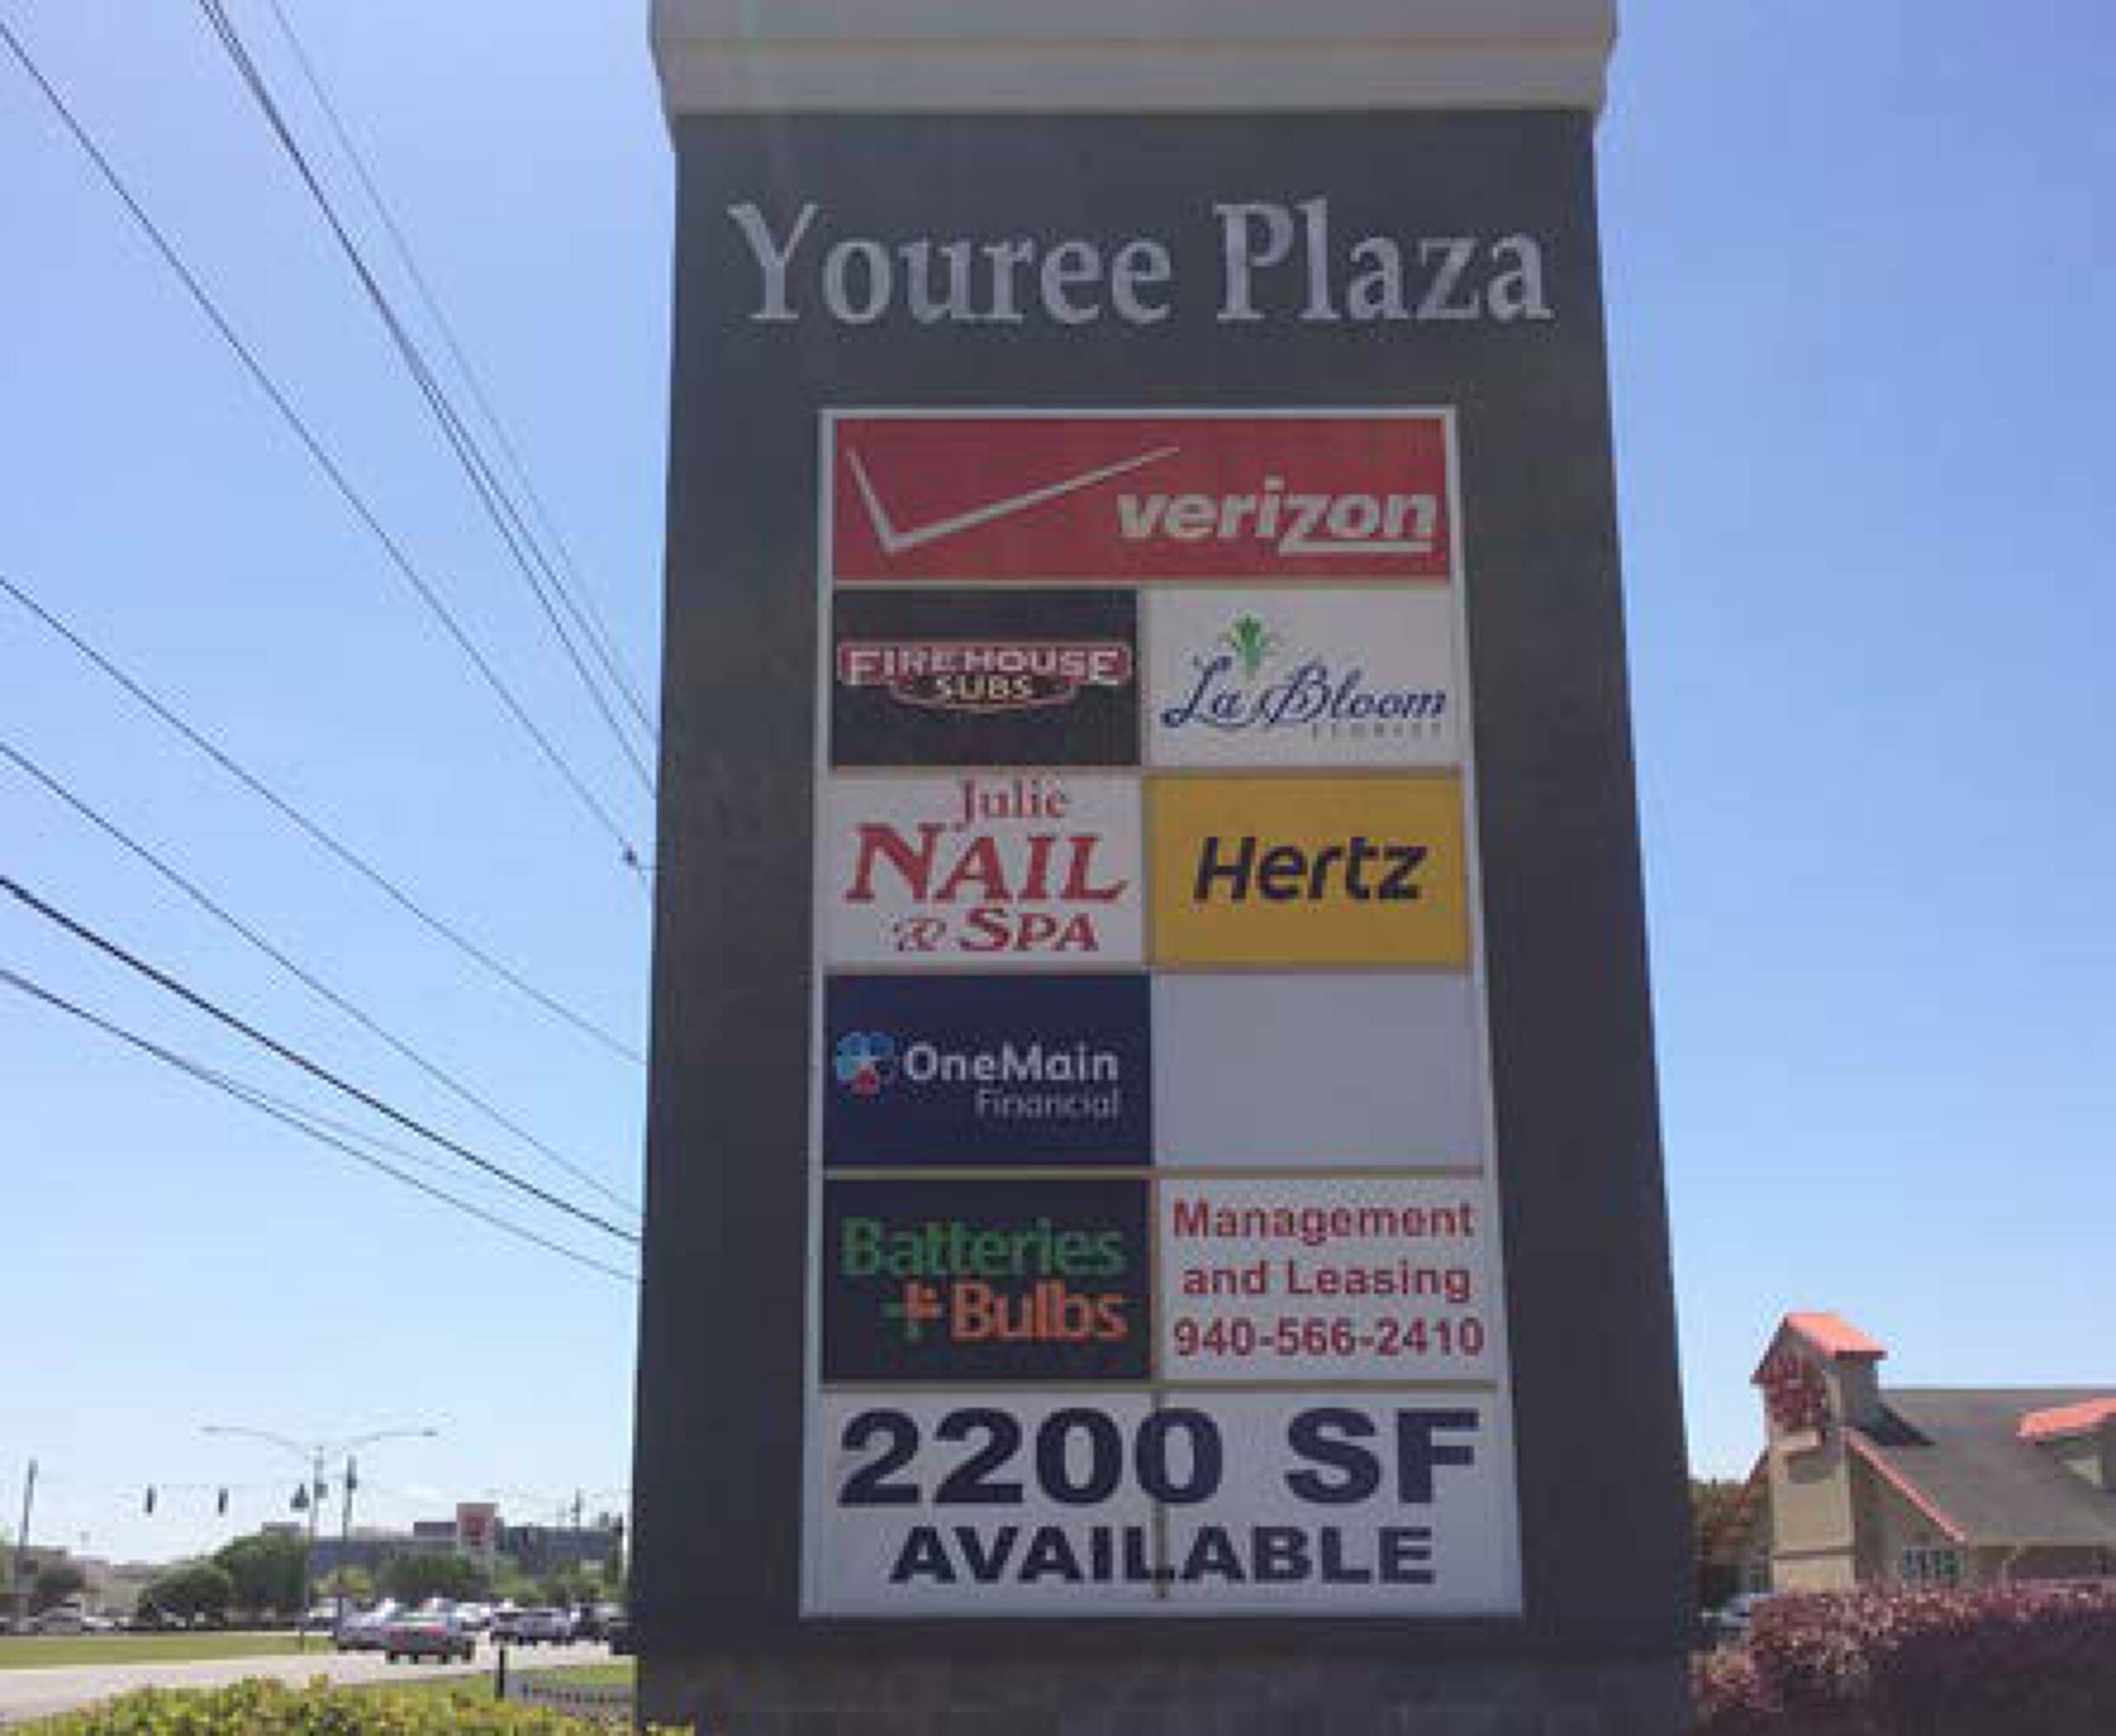 Youree Plaza
verizon
FIREHOUSE
SUBS
La Bloom
FLORIST
Julie
NAIL
& SPA
Hertz
OneMain
Financial
Batteries
+Bulbs
Management
and Leasing
940-566-2410
2200 SF
AVAILABLE